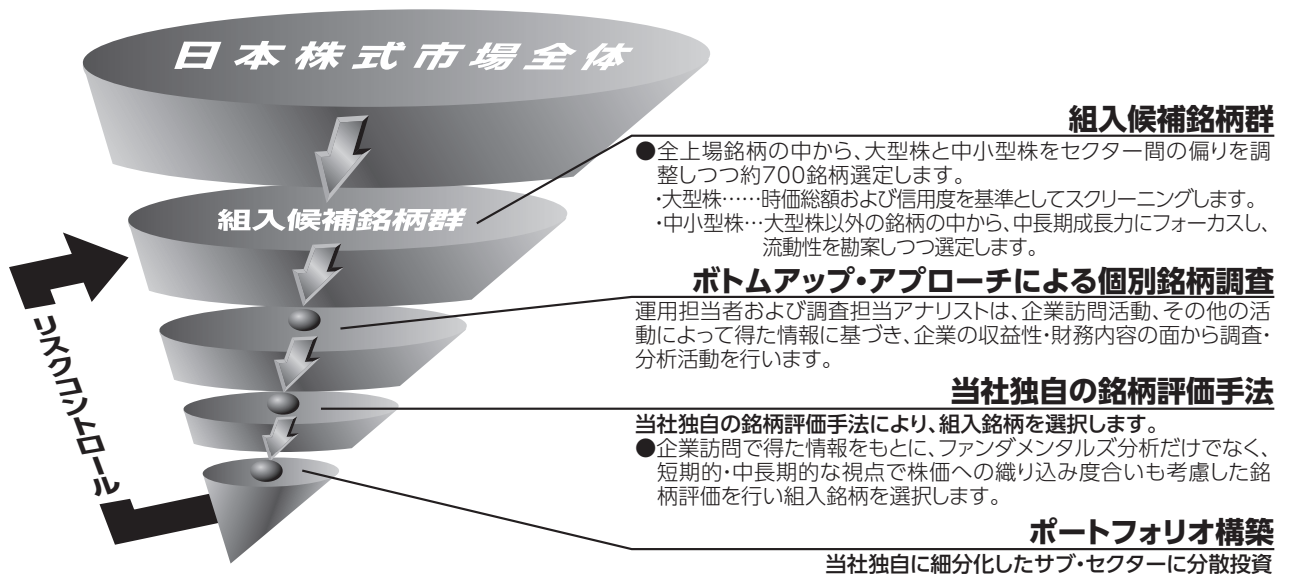 日本株式市場全体
組入候補銘柄群
●全上場銘柄の中から、大型株と中小型株をセクター間の偏りを調
整しつつ約700銘柄選定します。
・大型株……時価総額および信用度を基準としてスクリーニングします。
・中小型株…大型株以外の銘柄の中から、中長期成長力にフォーカスし、
流動性を勘案しつつ選定します。
組入候補銘柄群
ボトムアップ・アプローチによる個別銘柄調査
運用担当者および調査担当アナリストは、企業訪問活動、その他の活
動によって得た情報に基づき、企業の収益性・財務内容の面から調査・
分析活動を行います。
リスクコントロール
当社独自の銘柄評価手法
当社独自の銘柄評価手法により、組入銘柄を選択します。
●企業訪問で得た情報をもとに、ファンダメンタルズ分析だけでなく、
短期的・中長期的な視点で株価への織り込み度合いも考慮した銘
柄評価を行い組入銘柄を選択します。
ポートフォリオ構築
当社独自に細分化したサブ・セクターに分散投資